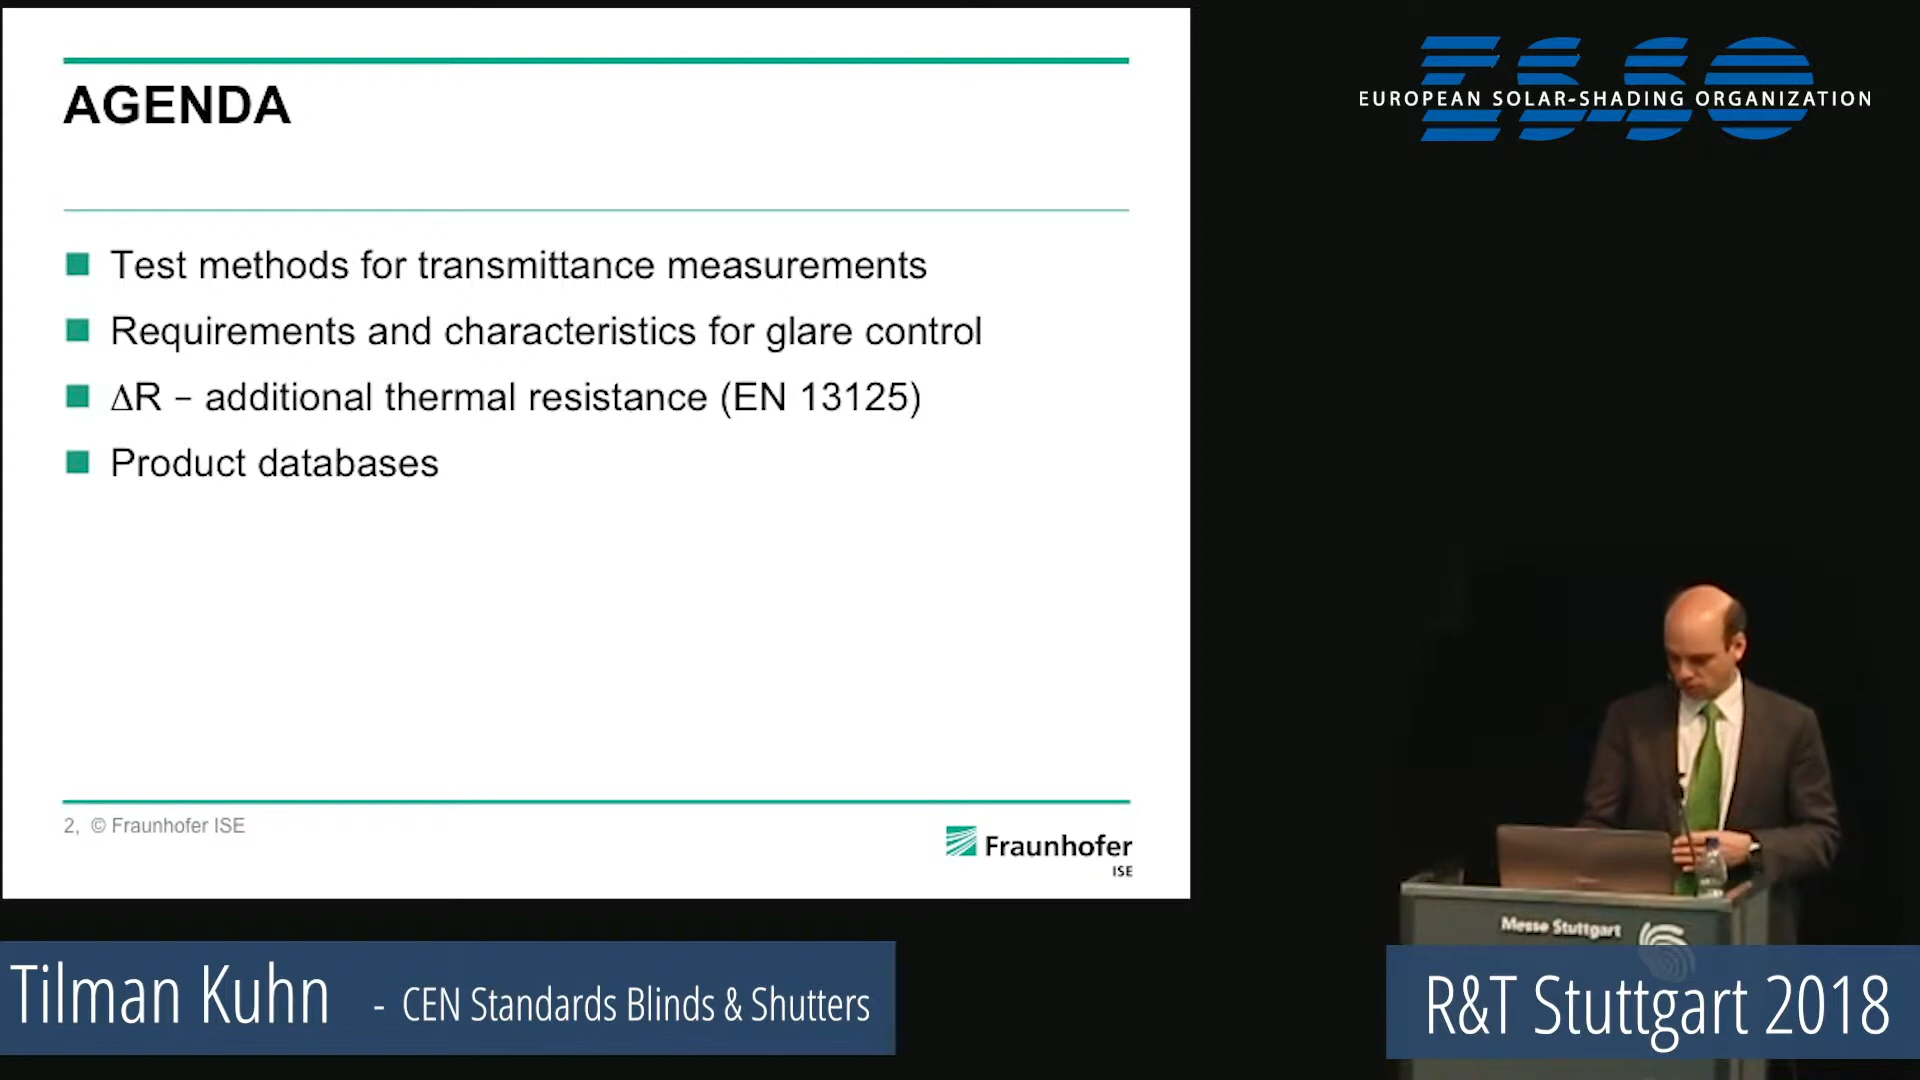 AGENDA
Test methods for transmittance measurements
Requirements and characteristics for glare control
ΔR – additional thermal resistance (EN 13125)
Product databases
2, © Fraunhofer ISE
Fraunhofer
ISE
ESSO
EUROPEAN SOLAR-SHADING ORGANIZATION
Messe Stuttgart
Tilman Kuhn - CEN Standards Blinds & Shutters
R&T Stuttgart 2018